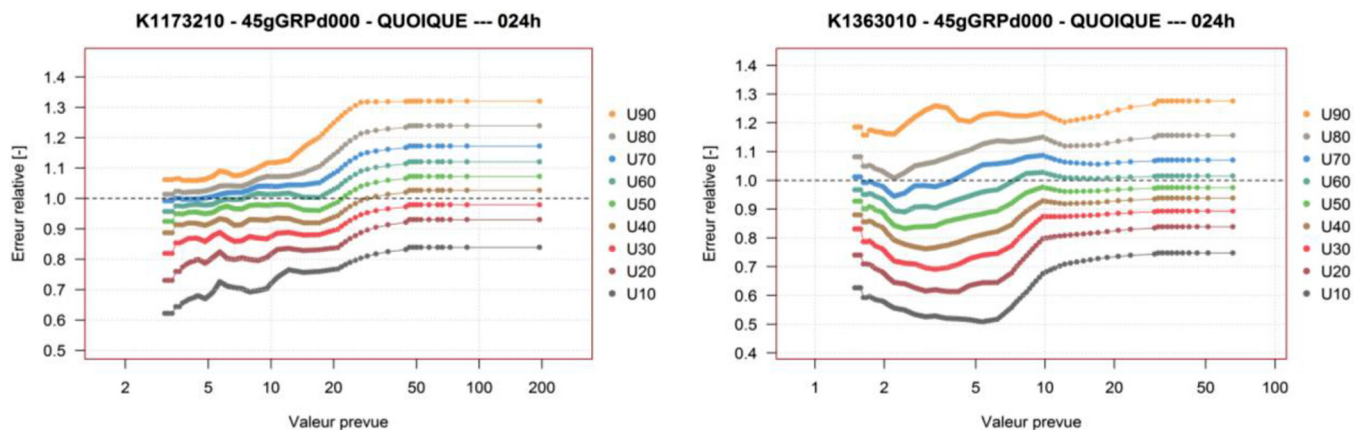 K1173210 - 45gGRPd000 - QUOIQUE --- 024h
Erreur relative [-]
1.4
1.3
1.2
1.1
1.0
0.9
0.8
0.7
0.6
0.5
2 5 10 20 50 100 200
Valeur prevue
U90
U80
U70
U60
U50
U40
U30
U20
U10
K1363010 - 45gGRPd000 - QUOIQUE --- 024h
Erreur relative [-]
1.4
1.3
1.2
1.1
1.0
0.9
0.8
0.7
0.6
0.5
0.4
1 2 5 10 20 50 100
Valeur prevue
U90
U80
U70
U60
U50
U40
U30
U20
U10